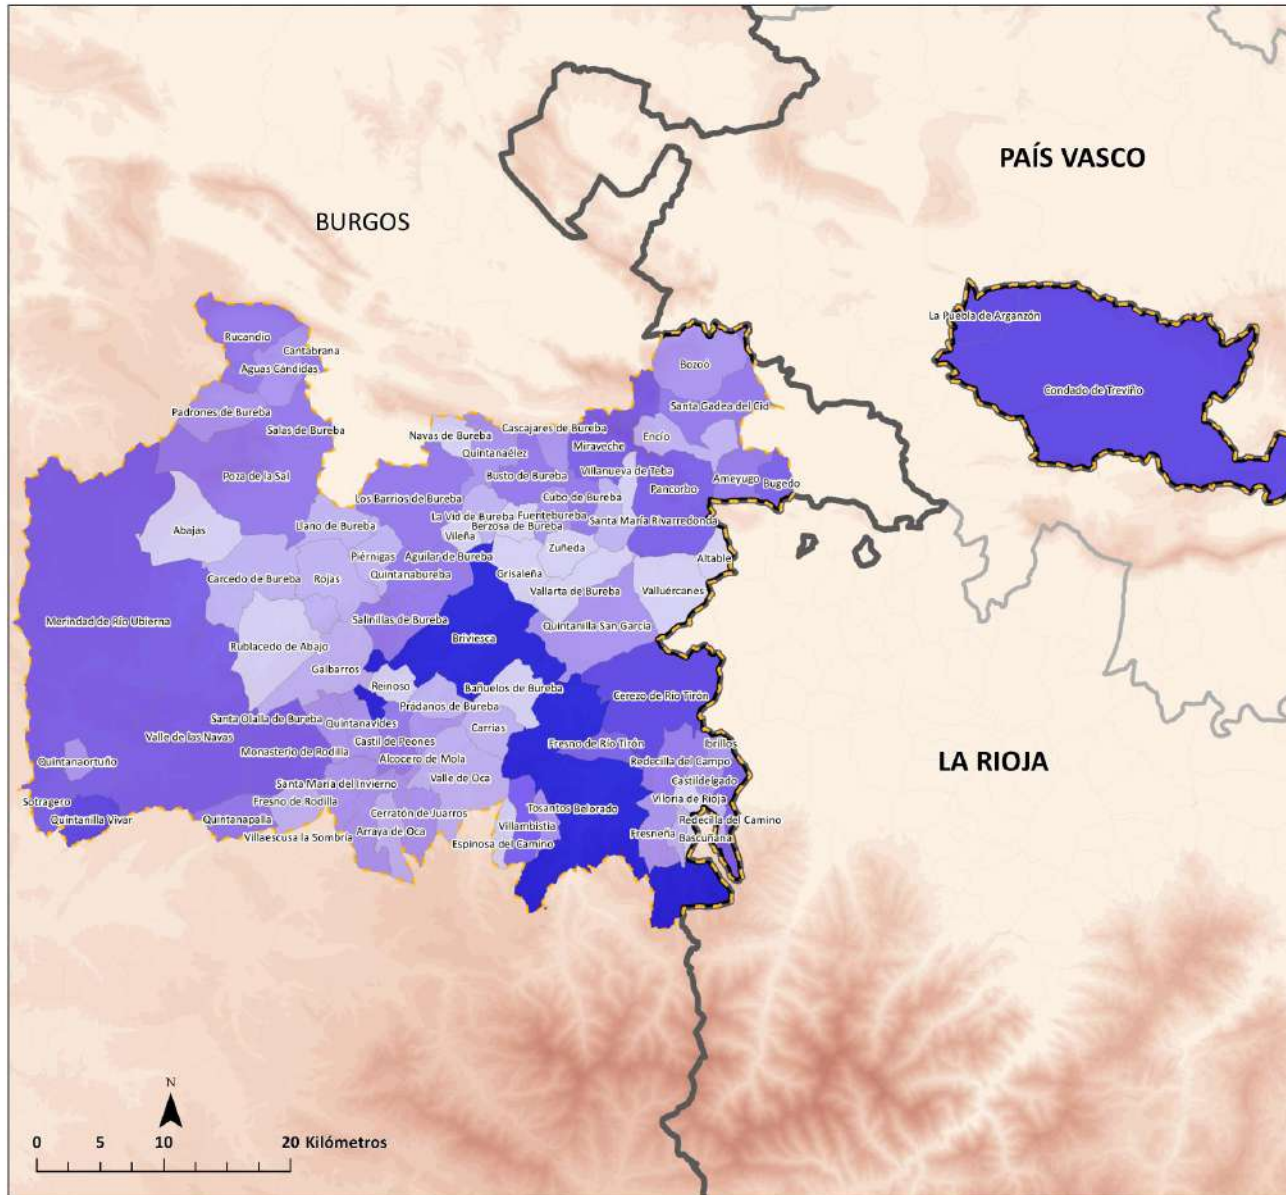 PAÍS VASCO
BURGOS
La Puebla de Arganzón
Rucandio
Cantabrana
Aguas Cándidas
Bozoó
Condado de Treviño
Santa Gadea del Cid
Padrones de Bureba
Salas de Bureba
Cascajares de Bureba
Navas de Bureba
Encío
Miraveche
Quintanaélez
Villanueva de Teba
Poza de la Sal
Busto de Bureba
Ameyugo
Bugedo
Pancorbo
Los Barrios de Bureba
Cubo de Bureba
La Vid de Bureba
Fuentebureba
Santa María Rivarredonda
Llano de Bureba
Berzosa de Bureba
Abajas
Vileña
Zuñeda
Piérnigas
Aguilar de Bureba
Altable
Carcedo de Bureba
Rojas
Quintanabureba
Grisaleña
Vallarta de Bureba
Valluércanes
Merindad de Río Ubierna
Salinillas de Bureba
Quintanilla San García
Briviesca
Rublacedo de Abajo
Galbarros
Reinoso
Bañuelos de Bureba
Cerezo de Río Tirón
Prádanos de Bureba
Santa Olalla de Bureba
Quintanavides
Carrias
Valle de las Navas
Castil de Peones
Fresno de Río Tirón
Ibrillos
Monasterio de Rodilla
Alcocero de Mola
Redecilla del Campo
LA RIOJA
Quintanaortuño
Valle de Oca
Castildelgado
Santa María del Invierno
Viloria de Rioja
Sotragero
Fresno de Rodilla
Cerratón de Juarros
Tosantos
Belorado
Quintanilla Vivar
Quintanapalla
Villambistia
Redecilla del Camino
Arraya de Oca
Fresneña
Bascuñana
Villaescusa la Sombría
Espinosa del Camino
N
0 5 10 20 Kilómetros